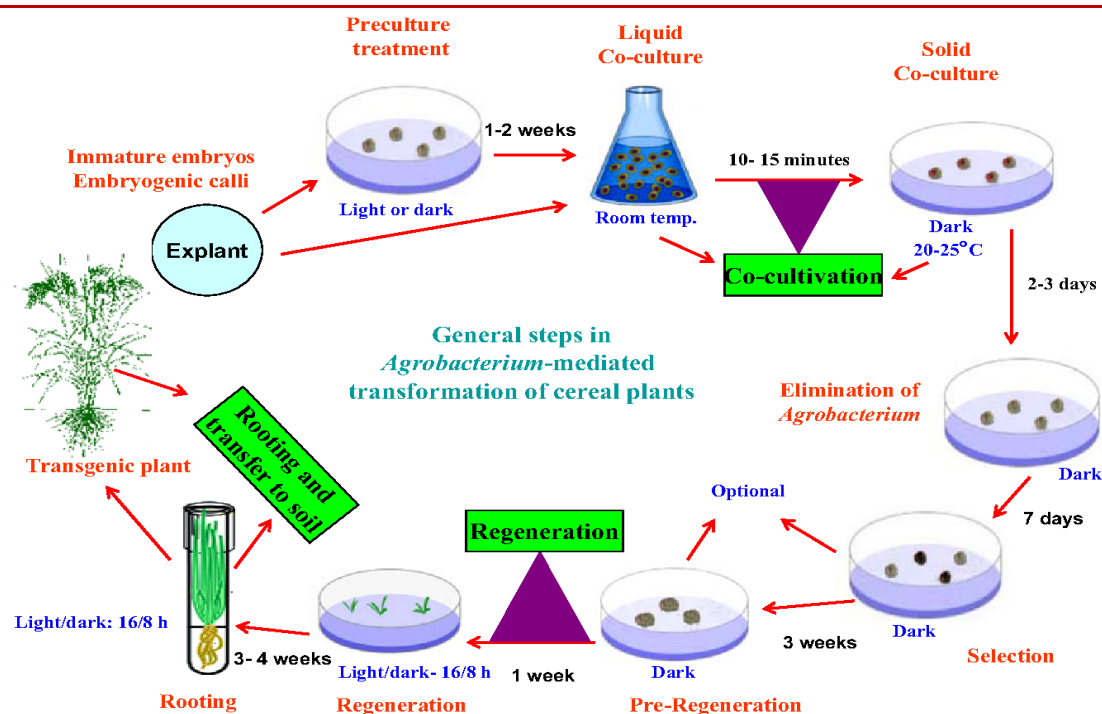 Preculture
treatment
Liquid
Co-culture
Solid
Co-culture
1-2 weeks
10- 15 minutes
Immature embryos
Embryogenic calli
Light or dark
Room temp.
Dark
20-25°C
Explant
Co-cultivation
2-3 days
General steps in
Agrobacterium-mediated
transformation of cereal plants
Elimination of
Agrobacterium
Dark
Rooting and
transfer to soil
Transgenic plant
Optional
7 days
Regeneration
Light/dark: 16/8 h
Dark
3 weeks
Selection
3- 4 weeks
Light/dark- 16/8 h
1 week
Dark
Rooting
Regeneration
Pre-Regeneration